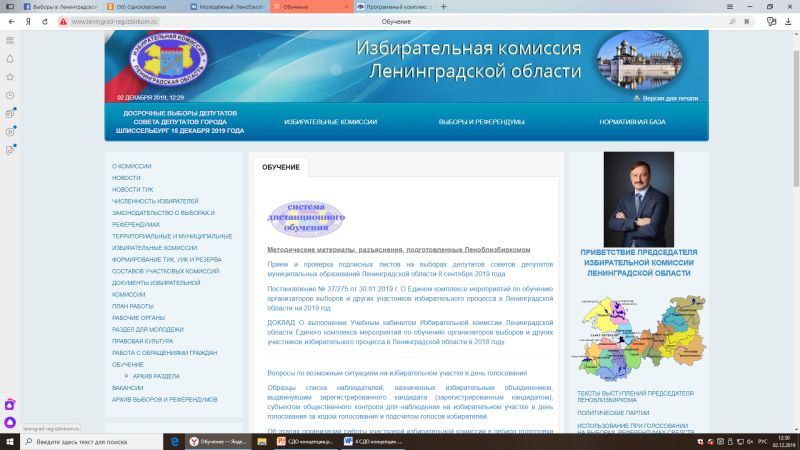 Выборы в Ленинградской
(36) Одноклассники
Молодёжный Леноблизб
Обучение
Программный комплекс
www.leningrad-reg.izbirkom.ru
Обучение
ИЗБИРАТЕЛЬНАЯ КОМИССИЯ
ЛЕНИНГРАДСКАЯ ОБЛАСТЬ
Избирательная комиссия
Ленинградской области
02 ДЕКАБРЯ 2019, 12:29
Версия для печати
ДОСРОЧНЫЕ ВЫБОРЫ ДЕПУТАТОВ
СОВЕТА ДЕПУТАТОВ ГОРОДА
ШЛИССЕЛЬБУРГ 15 ДЕКАБРЯ 2019 ГОДА
ИЗБИРАТЕЛЬНЫЕ КОМИССИИ
ВЫБОРЫ И РЕФЕРЕНДУМЫ
НОРМАТИВНАЯ БАЗА
О КОМИССИИ
НОВОСТИ
НОВОСТИ ТИК
ЧИСЛЕННОСТЬ ИЗБИРАТЕЛЕЙ
ЗАКОНОДАТЕЛЬСТВО О ВЫБОРАХ И
РЕФЕРЕНДУМАХ
ТЕРРИТОРИАЛЬНЫЕ И МУНИЦИПАЛЬНЫЕ
ИЗБИРАТЕЛЬНЫЕ КОМИССИИ
ФОРМИРОВАНИЕ ТИК, УИК И РЕЗЕРВА
СОСТАВОВ УЧАСТКОВЫХ КОМИССИЙ
ДОКУМЕНТЫ ИЗБИРАТЕЛЬНОЙ
КОМИССИИ
ПЛАН РАБОТЫ
РАБОЧИЕ ОРГАНЫ
РАЗДЕЛ ДЛЯ МОЛОДЕЖИ
ПРАВОВАЯ КУЛЬТУРА
РАБОТА С ОБРАЩЕНИЯМИ ГРАЖДАН
ОБУЧЕНИЕ
АРХИВ РАЗДЕЛА
ВАКАНСИИ
АРХИВ ВЫБОРОВ И РЕФЕРЕНДУМОВ
ОБУЧЕНИЕ
система
дистанционного
обучения
Методические материалы, разъяснения, подготовленные Леноблизбиркомом
Прием и проверка подписных листов на выборах депутатов советов депутатов
муниципальных образований Ленинградской области 8 сентября 2019 года
Постановление № 37/275 от 30.01.2019 г. О Едином комплексе мероприятий по обучению
организаторов выборов и других участников избирательного процесса в Ленинградской
области на 2019 год
ДОКЛАД О выполнении Учебным кабинетом Избирательной комиссии Ленинградской
области Единого комплекса мероприятий по обучению организаторов выборов и других
участников избирательного процесса в Ленинградской области в 2018 году
Вопросы по возможным ситуациям на избирательном участке в день голосования
Образцы списка наблюдателей, назначенных избирательным объединением,
выдвинувшим зарегистрированного кандидата (зарегистрированным кандидатом),
субъектом общественного контроля для наблюдения на избирательном участке в день
голосования за ходом голосования и подсчетом голосов избирателей
Об этапах организации работы участковой избирательной комиссии в период подготовки
ПРИВЕТСТВИЕ ПРЕДСЕДАТЕЛЯ
ИЗБИРАТЕЛЬНОЙ КОМИССИИ
ЛЕНИНГРАДСКОЙ ОБЛАСТИ
ТЕКСТЫ ВЫСТУПЛЕНИЙ ПРЕДСЕДАТЕЛЯ
ЛЕНОБЛИЗБИРКОМА
ПОЛИТИЧЕСКИЕ ПАРТИИ
ИСПОЛЬЗОВАНИЕ ПРИ ГОЛОСОВАНИИ
НА ВЫБОРАХ, РЕФЕРЕНДУМАХ СРЕДСТВ
leningrad-reg.izbirkom.ru
Введите здесь текст для поиска
Обучение — Янде...
СДО концепция.p...
4 СДО концепция ...
РУС
12:30
02.12.2019